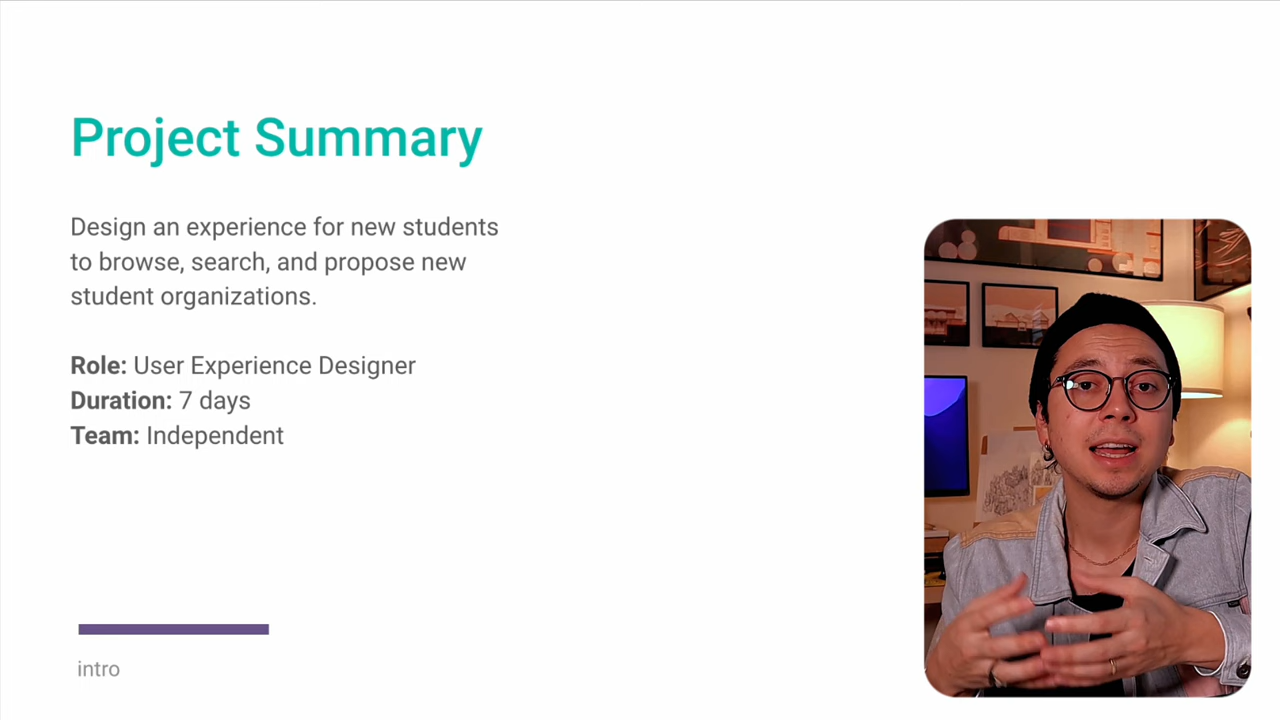 Project Summary
Design an experience for new students
to browse, search, and propose new
student organizations.
Role: User Experience Designer
Duration: 7 days
Team: Independent
intro